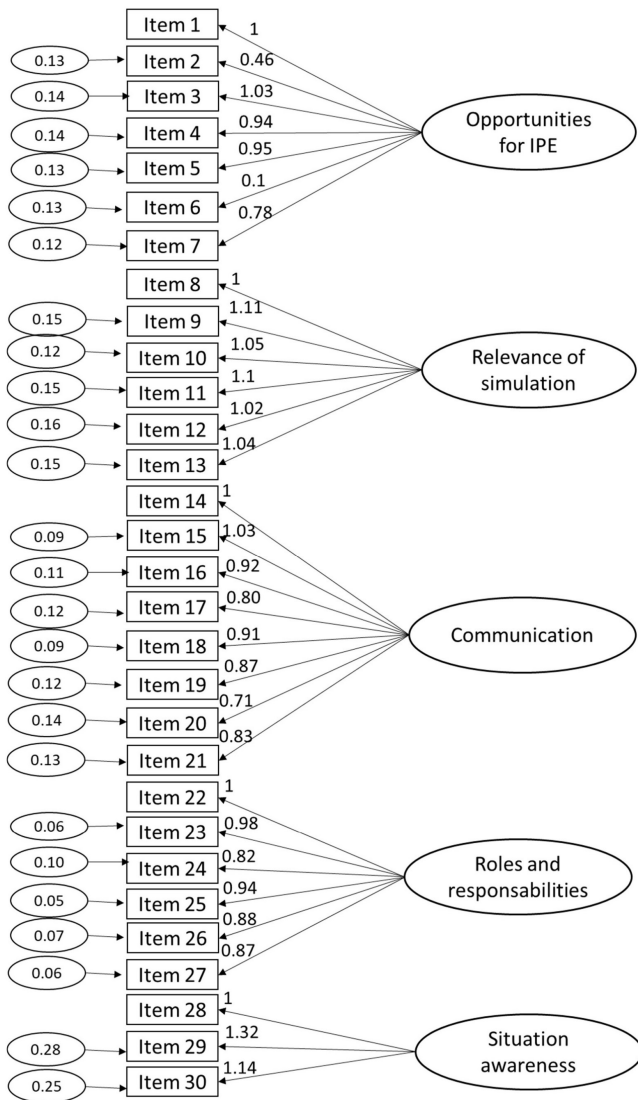 Item 1
1
0.13
Item 2
0.46
0.14
Item 3
1.03
0.14
Item 4
0.94
0.13
Item 5
0.95
0.13
Item 6
0.1
0.12
Item 7
0.78
Opportunities
for IPE
Item 8
1
0.15
Item 9
1.11
0.12
Item 10
1.05
0.15
Item 11
1.1
0.16
Item 12
1.02
0.15
Item 13
1.04
Relevance of
simulation
Item 14
1
0.09
Item 15
1.03
0.11
Item 16
0.92
0.12
Item 17
0.80
0.09
Item 18
0.91
0.12
Item 19
0.87
0.14
Item 20
0.71
0.13
Item 21
0.83
Communication
Item 22
1
0.06
Item 23
0.98
0.10
Item 24
0.82
0.05
Item 25
0.94
0.07
Item 26
0.88
0.06
Item 27
0.87
Roles and
responsabilities
Item 28
1
0.28
Item 29
1.32
0.25
Item 30
1.14
Situation
awareness